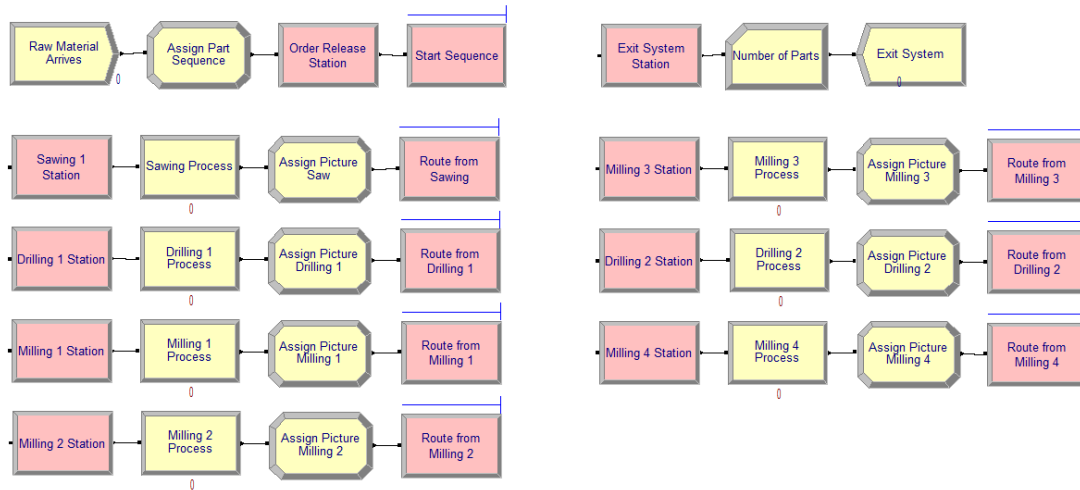 Raw Material
Arrives
0
Assign Part
Sequence
Order Release
Station
Start Sequence
Exit System
Station
Number of Parts
Exit System
0
Sawing 1
Station
Sawing Process
0
Assign Picture
Saw
Route from
Sawing
Milling 3 Station
Milling 3
Process
0
Assign Picture
Milling 3
Route from
Milling 3
Drilling 1 Station
Drilling 1
Process
0
Assign Picture
Drilling 1
Route from
Drilling 1
Drilling 2 Station
Drilling 2
Process
0
Assign Picture
Drilling 2
Route from
Drilling 2
Milling 1 Station
Milling 1
Process
0
Assign Picture
Milling 1
Route from
Milling 1
Milling 4 Station
Milling 4
Process
0
Assign Picture
Milling 4
Route from
Milling 4
Milling 2 Station
Milling 2
Process
0
Assign Picture
Milling 2
Route from
Milling 2